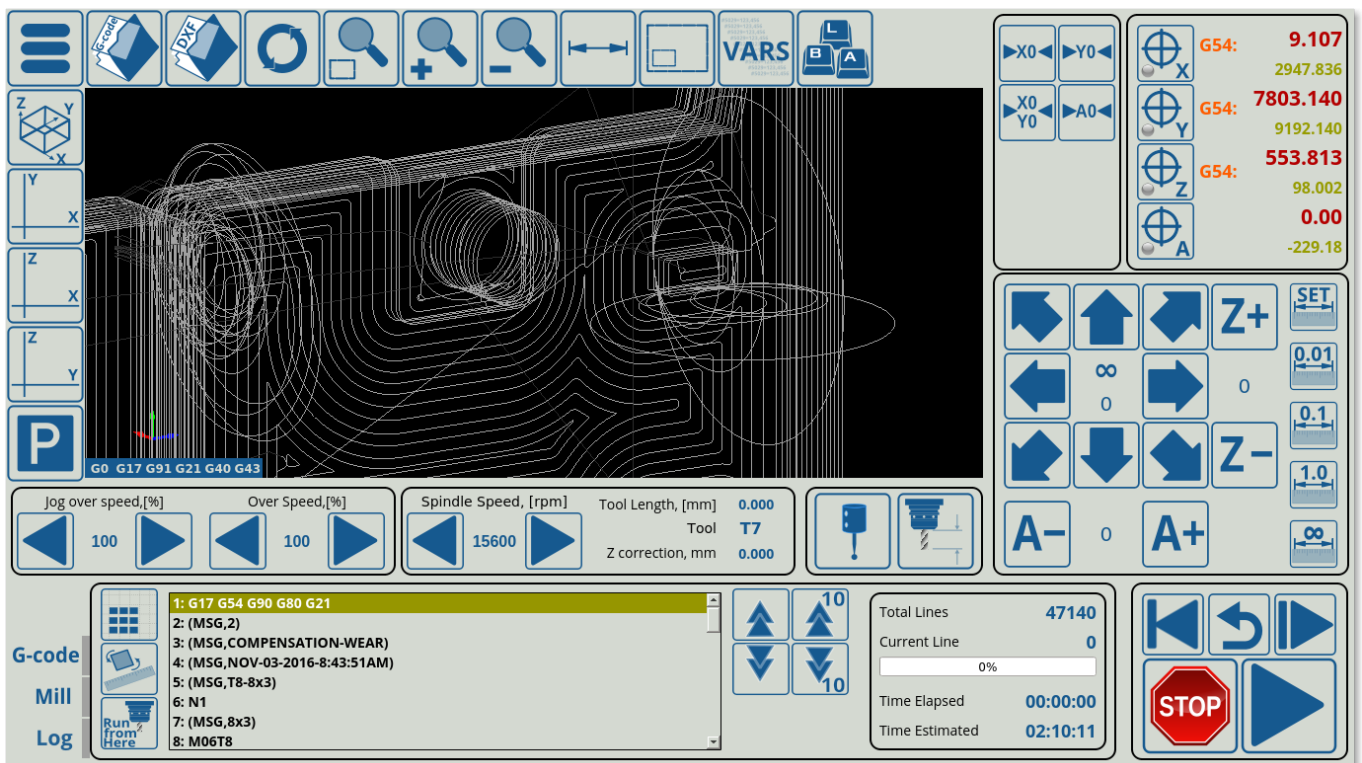 G-code
DXF
VARS
L
B A
Z Y
X
Y
X
Z
X
Z
Y
P
G0 G17 G91 G21 G40 G43
X0 Y0
X0
Y0
A0
X G54: 9.107
2947.836
Y G54: 7803.140
9192.140
Z G54: 553.813
98.002
A 0.00
-229.18
Z+
∞
0
0
Z−
A− 0 A+
SET
0.01
0.1
1.0
∞
Jog over speed,[%]
100
Over Speed,[%]
100
Spindle Speed, [rpm]
15600
Tool Length, [mm] 0.000
Tool T7
Z correction, mm 0.000
G-code
Mill
Log
Run
from
Here
1: G17 G54 G90 G80 G21
2: (MSG,2)
3: (MSG,COMPENSATION-WEAR)
4: (MSG,NOV-03-2016-8:43:51AM)
5: (MSG,T8-8x3)
6: N1
7: (MSG,8x3)
8: M06T8
10
10
Total Lines 47140
Current Line 0
0%
Time Elapsed 00:00:00
Time Estimated 02:10:11
STOP